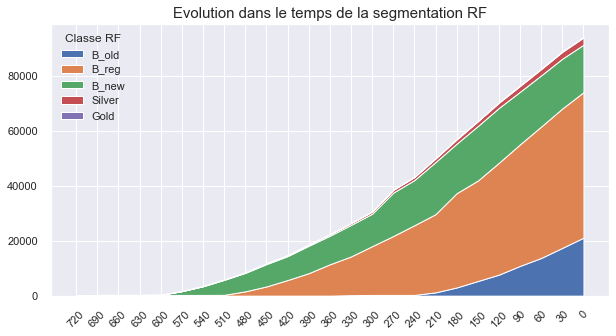 Evolution dans le temps de la segmentation RF
Classe RF
B_old
B_reg
B_new
Silver
Gold
80000
60000
40000
20000
0
720 690 660 630 600 570 540 510 480 450 420 390 360 330 300 270 240 210 180 150 120 90 60 30 0